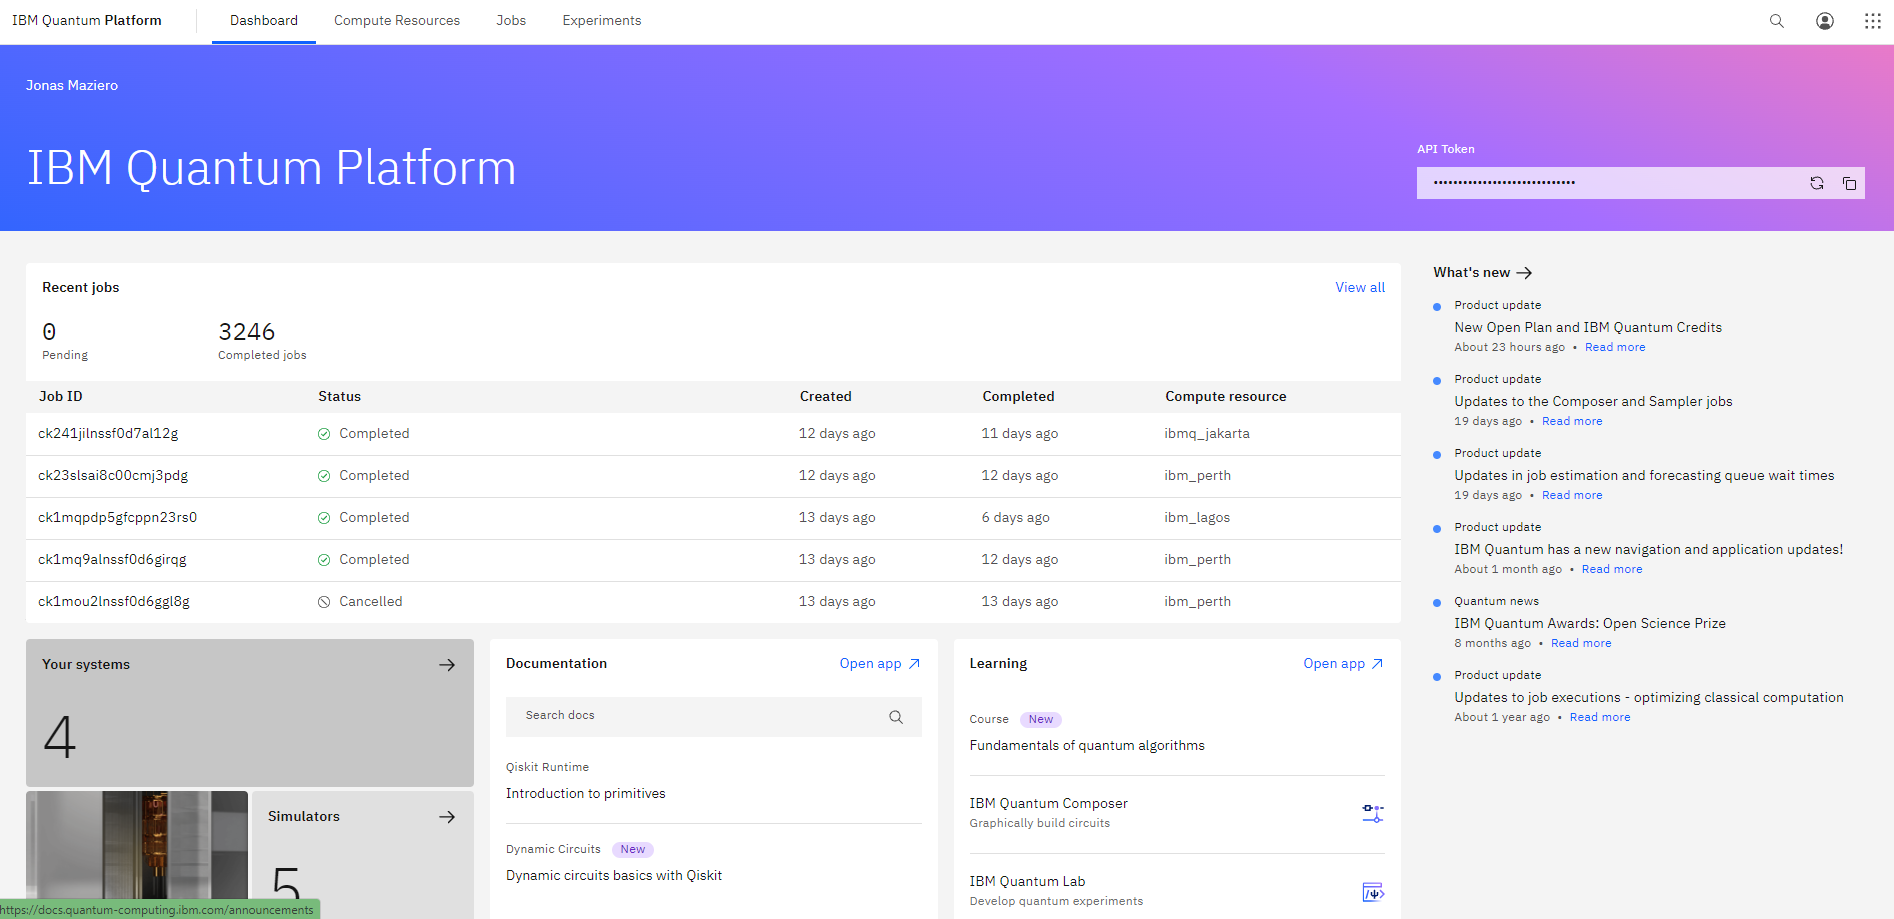 IBM Quantum Platform
Dashboard
Compute Resources
Jobs
Experiments
Jonas Maziero
IBM Quantum Platform
API Token
•••••••••••••••••••••••••••••
Recent jobs
View all
0
Pending
3246
Completed jobs
Job ID Status Created Completed Compute resource
ck241jilnssf0d7al12g Completed 12 days ago 11 days ago ibmq_jakarta
ck23slsai8c00cmj3pdg Completed 12 days ago 12 days ago ibm_perth
ck1mqpdp5gfcppn23rs0 Completed 13 days ago 6 days ago ibm_lagos
ck1mq9alnssf0d6girqg Completed 13 days ago 12 days ago ibm_perth
ck1mou2lnssf0d6ggl8g Cancelled 13 days ago 13 days ago ibm_perth
Your systems
4
Simulators
5
Documentation
Open app
Search docs
Qiskit Runtime
Introduction to primitives
Dynamic Circuits New
Dynamic circuits basics with Qiskit
Learning
Open app
Course New
Fundamentals of quantum algorithms
IBM Quantum Composer
Graphically build circuits
IBM Quantum Lab
Develop quantum experiments
What's new
Product update
New Open Plan and IBM Quantum Credits
About 23 hours ago • Read more
Product update
Updates to the Composer and Sampler jobs
19 days ago • Read more
Product update
Updates in job estimation and forecasting queue wait times
19 days ago • Read more
Product update
IBM Quantum has a new navigation and application updates!
About 1 month ago • Read more
Quantum news
IBM Quantum Awards: Open Science Prize
8 months ago • Read more
Product update
Updates to job executions - optimizing classical computation
About 1 year ago • Read more
https://docs.quantum-computing.ibm.com/announcements